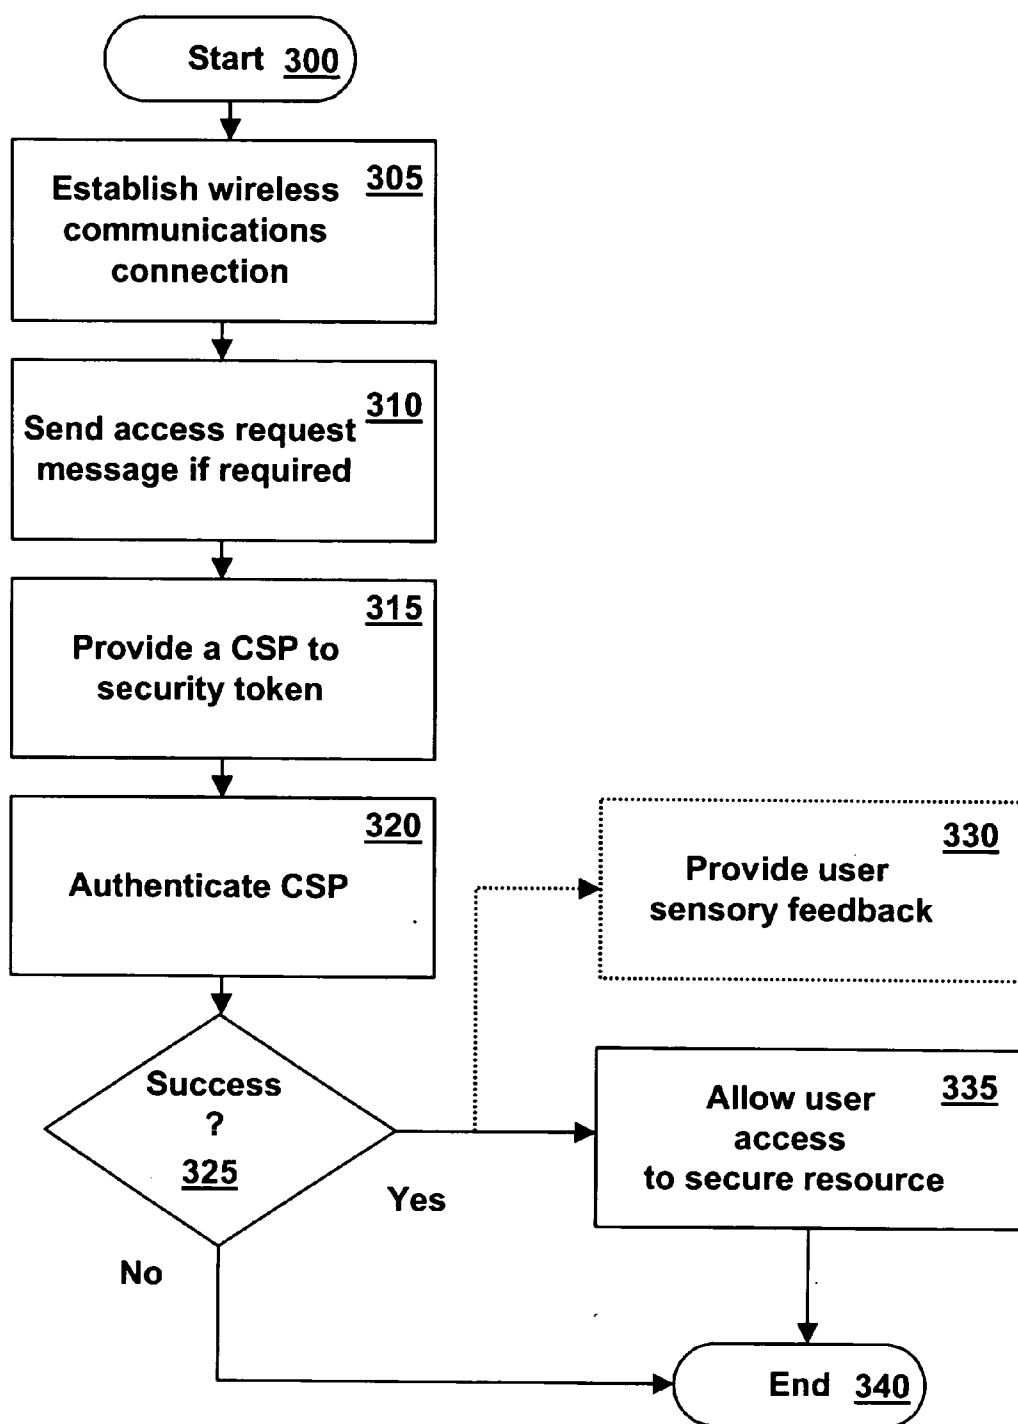 Start 300
305
Establish wireless
communications
connection
310
Send access request
message if required
315
Provide a CSP to
security token
320
Authenticate CSP
330
Provide user
sensory feedback
Success
?
325
Yes
No
335
Allow user
access
to secure resource
End 340